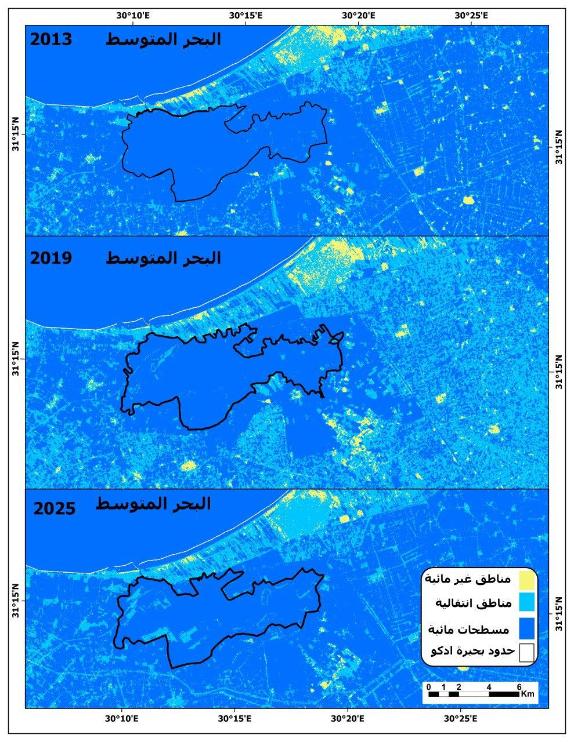 30°10'E 30°15'E 30°20'E 30°25'E
2013 البحر المتوسط
31°15'N 31°15'N
2019 البحر المتوسط
31°15'N 31°15'N
2025 البحر المتوسط
31°15'N 31°15'N
مناطق غير مائية
مناطق انتقالية
مسطحات مائية
حدود بحيرة ادكو
0 1 2 4 6
Km
30°10'E 30°15'E 30°20'E 30°25'E